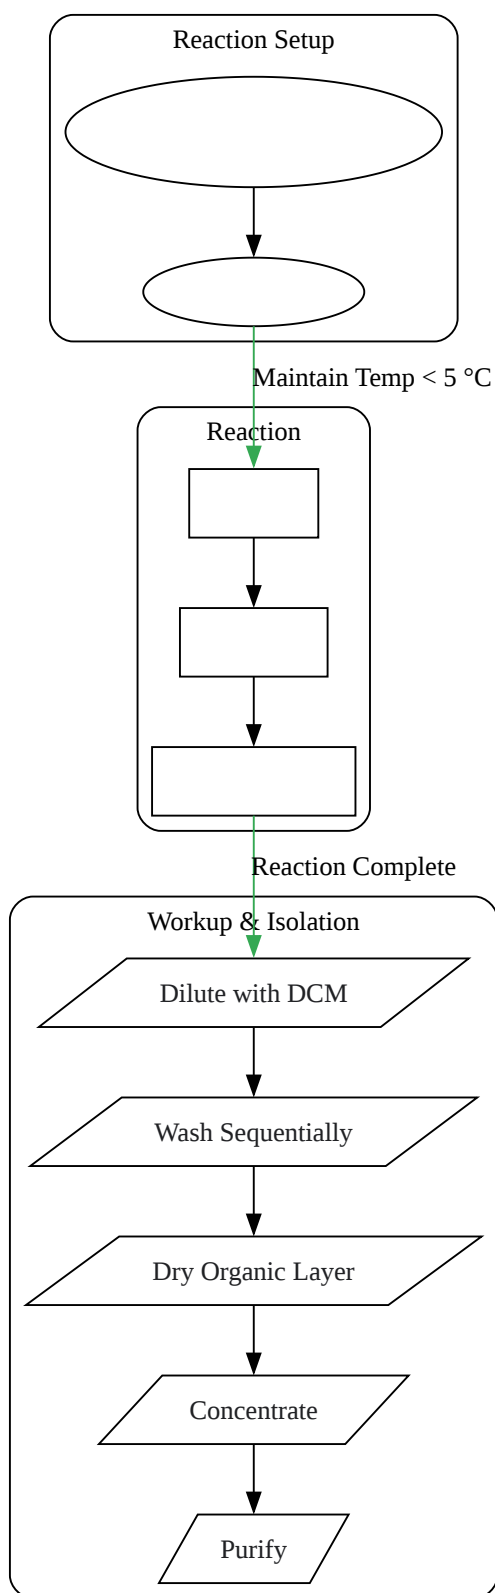 Reaction Setup
Maintain Temp < 5 °C
Reaction
Reaction Complete
Workup & Isolation
Dilute with DCM
Wash Sequentially
Dry Organic Layer
Concentrate
Purify